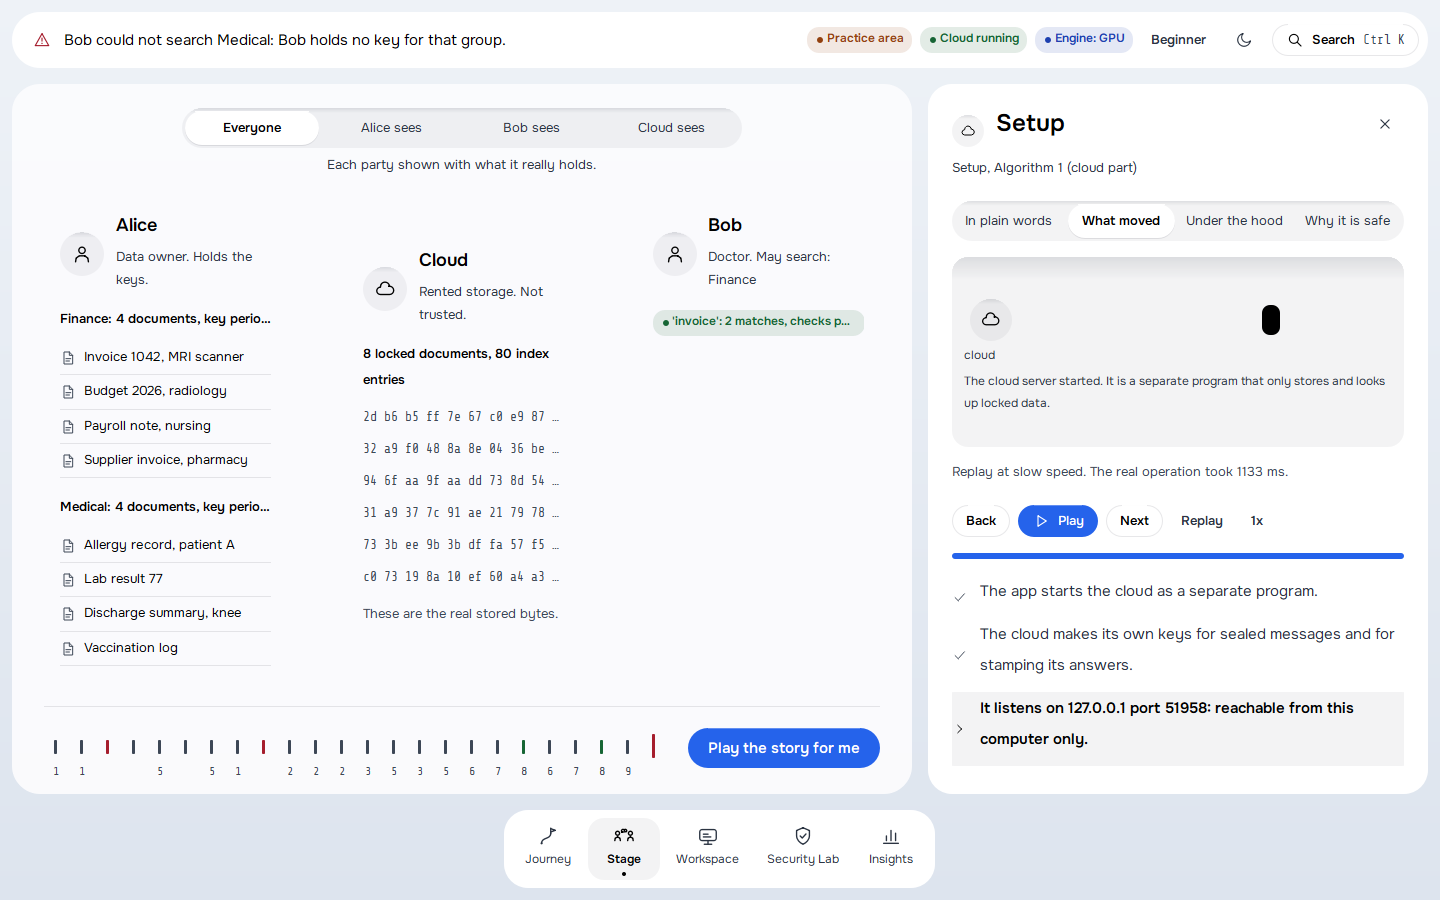 Bob could not search Medical: Bob holds no key for that group.
Practice area
Cloud running
Engine: GPU
Beginner
Search Ctrl K
Everyone
Alice sees
Bob sees
Cloud sees
Each party shown with what it really holds.
Alice
Data owner. Holds the
keys.
Finance: 4 documents, key perio...
Invoice 1042, MRI scanner
Budget 2026, radiology
Payroll note, nursing
Supplier invoice, pharmacy
Medical: 4 documents, key perio...
Allergy record, patient A
Lab result 77
Discharge summary, knee
Vaccination log
Cloud
Rented storage. Not
trusted.
8 locked documents, 80 index
entries
2d b6 b5 ff 7e 67 c0 e9 87 …
32 a9 f0 48 8a 8e 04 36 be …
94 6f aa 9f aa dd 73 8d 54 …
31 a9 37 7c 91 ae 21 79 78 …
73 3b ee 9b 3b df fa 57 f5 …
c0 73 19 8a 10 ef 60 a4 a3 …
These are the real stored bytes.
Bob
Doctor. May search:
Finance
'invoice': 2 matches, checks p...
1 1 5 5 1 2 2 2 3 5 3 5 6 7 8 6 7 8 9
Play the story for me
Setup
Setup, Algorithm 1 (cloud part)
In plain words
What moved
Under the hood
Why it is safe
cloud
The cloud server started. It is a separate program that only stores and looks
up locked data.
Replay at slow speed. The real operation took 1133 ms.
Back
Play
Next
Replay
1x
The app starts the cloud as a separate program.
The cloud makes its own keys for sealed messages and for
stamping its answers.
It listens on 127.0.0.1 port 51958: reachable from this
computer only.
Journey
Stage
Workspace
Security Lab
Insights